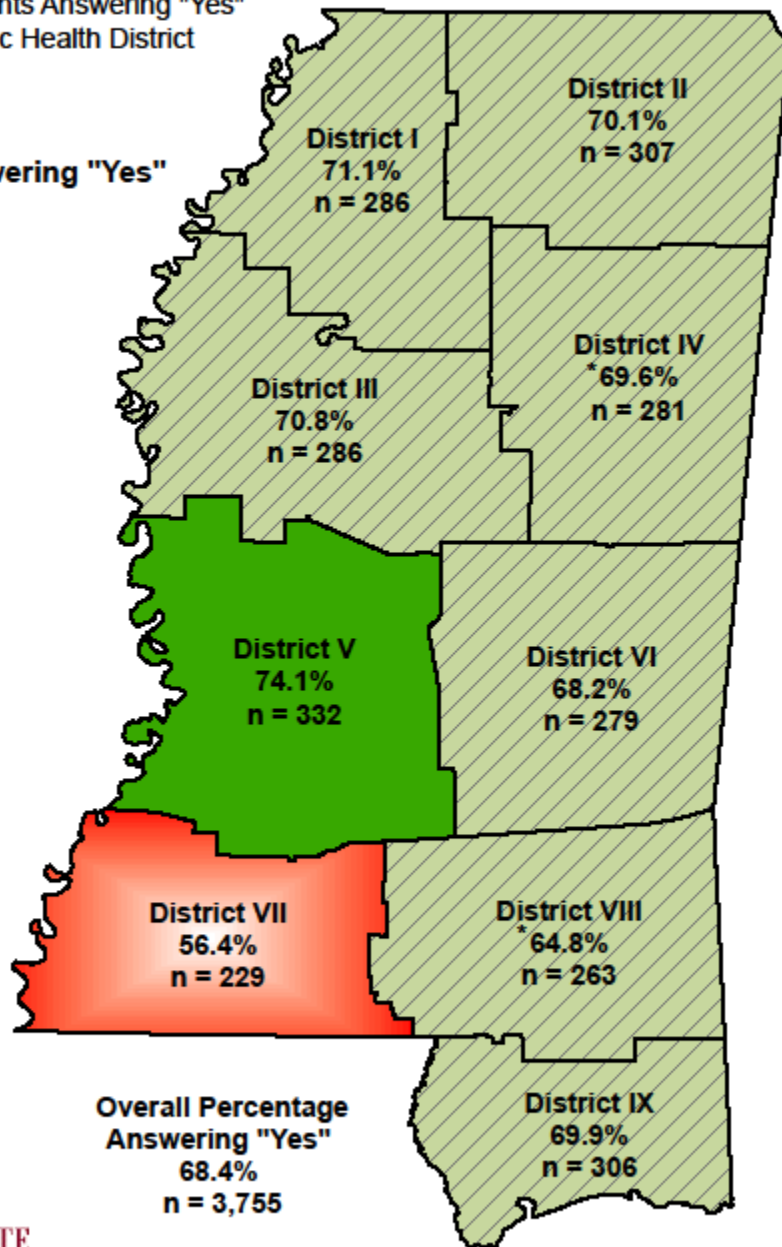 Answering "Yes"
Health District
"Yes"
District I
71.1%
n = 286
District II
70.1%
n = 307
District III
70.8%
n = 286
District IV
*69.6%
n = 281
District V
74.1%
n = 332
District VI
68.2%
n = 279
District VII
56.4%
n = 229
District VIII
*64.8%
n = 263
District IX
69.9%
n = 306
Overall Percentage
Answering "Yes"
68.4%
n = 3,755